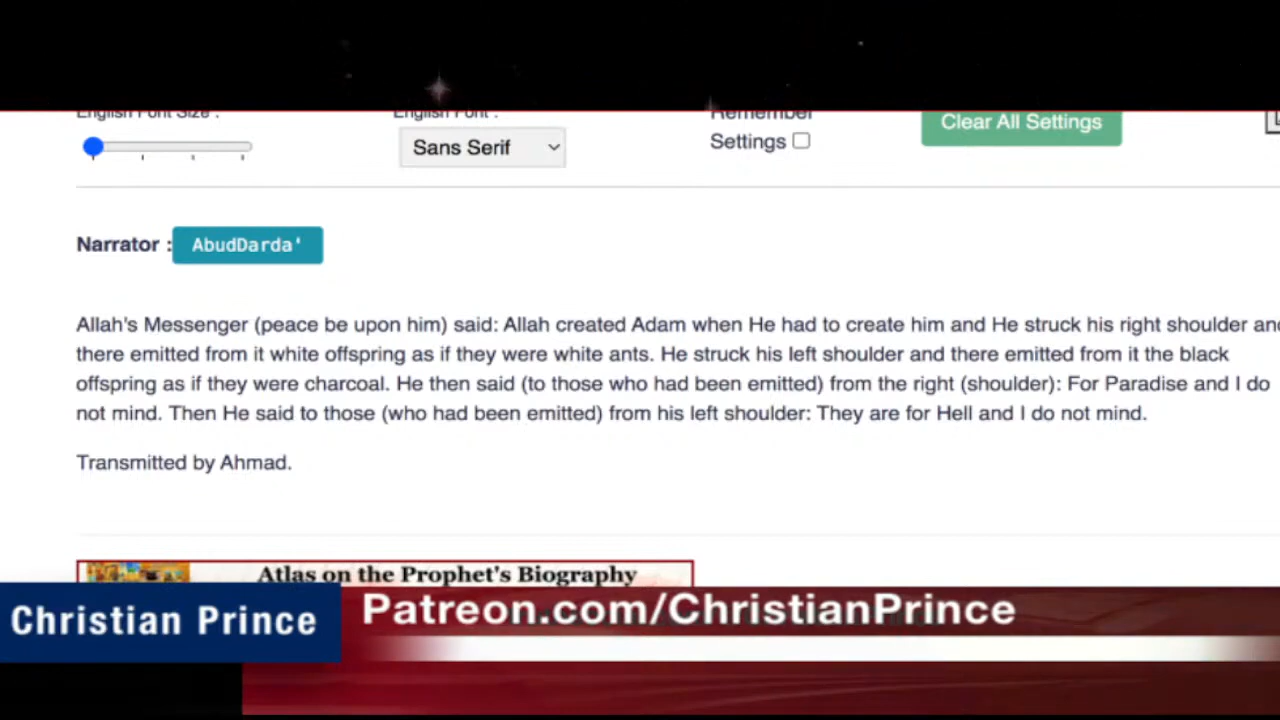 English Font Size :
English Font :
Remember
Settings
Clear All Settings
Sans Serif
Narrator : AbudDarda'
Allah's Messenger (peace be upon him) said: Allah created Adam when He had to create him and He struck his right shoulder and
there emitted from it white offspring as if they were white ants. He struck his left shoulder and there emitted from it the black
offspring as if they were charcoal. He then said (to those who had been emitted) from the right (shoulder): For Paradise and I do
not mind. Then He said to those (who had been emitted) from his left shoulder: They are for Hell and I do not mind.
Transmitted by Ahmad.
Atlas on the Prophet's Biography
Christian Prince
Patreon.com/ChristianPrince